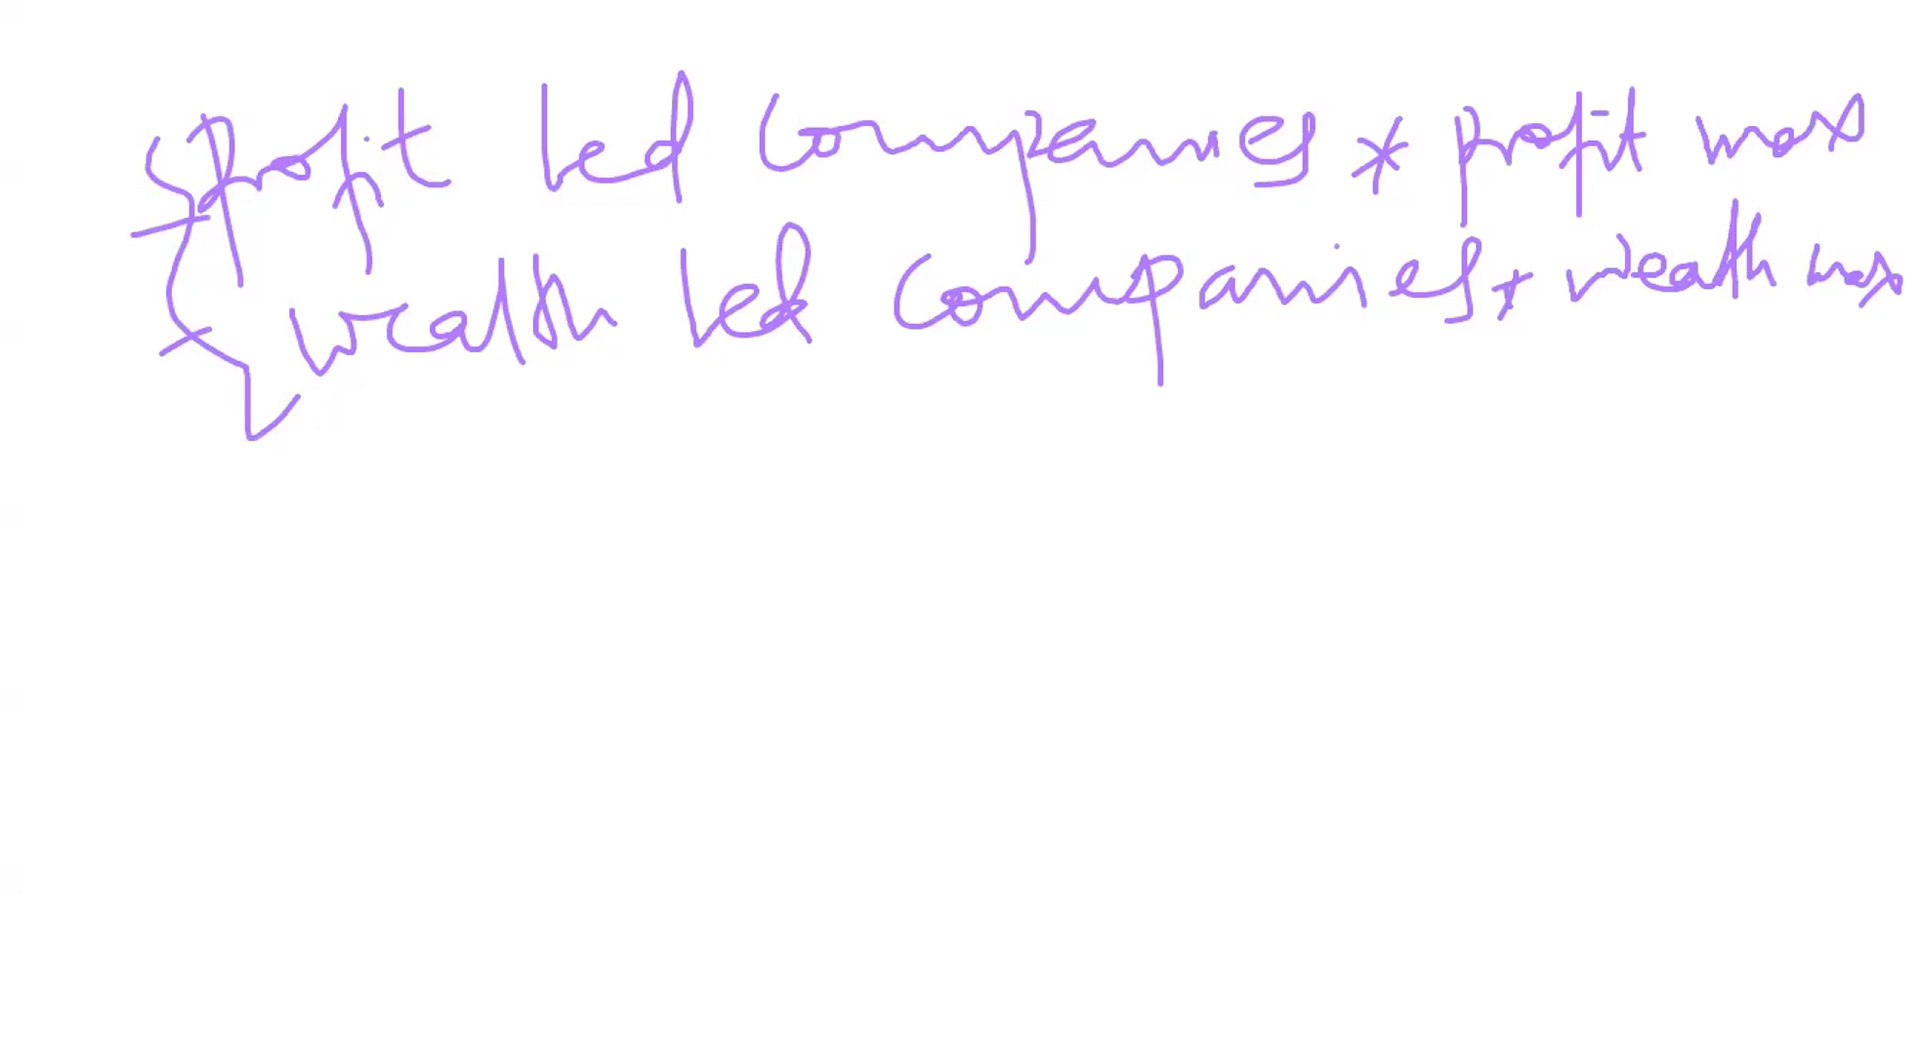 profit led companies * profit max
wealth led companies * wealth max